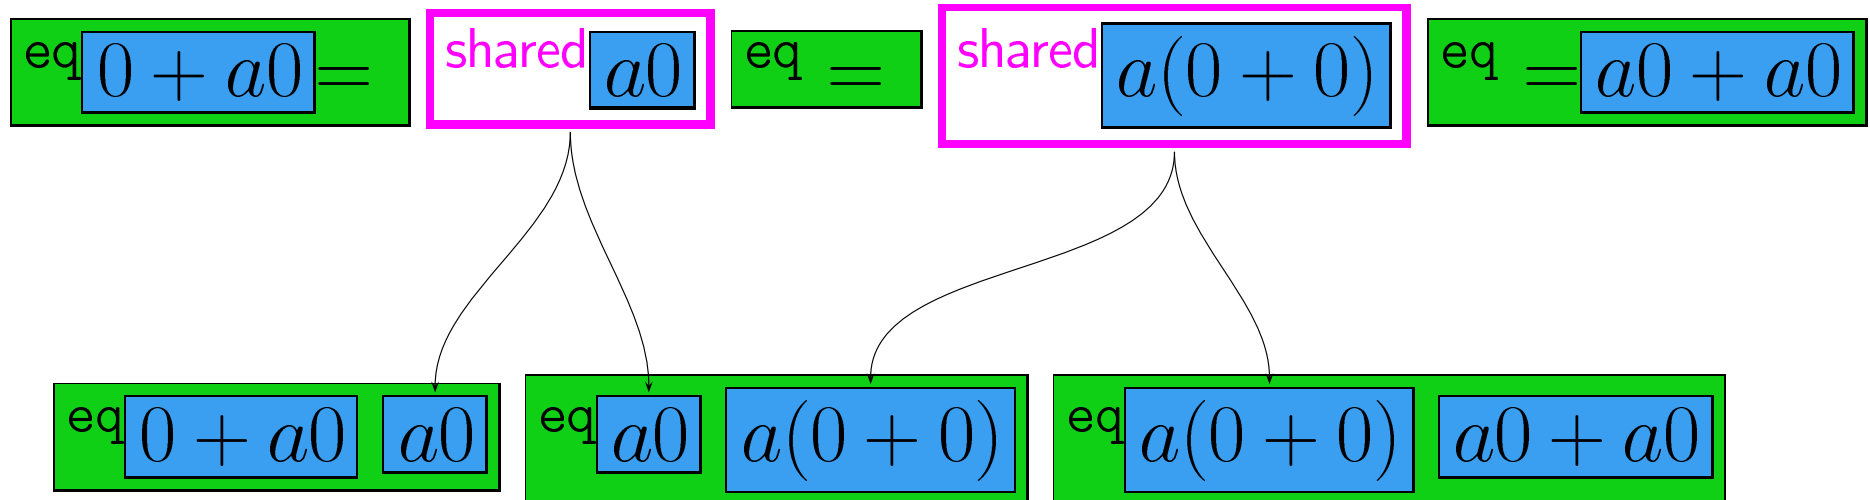 eq 0 + a0 = shared a0 eq = shared a(0 + 0) eq = a0 + a0
eq 0 + a0 a0 eq a0 a(0 + 0) eq a(0 + 0) a0 + a0